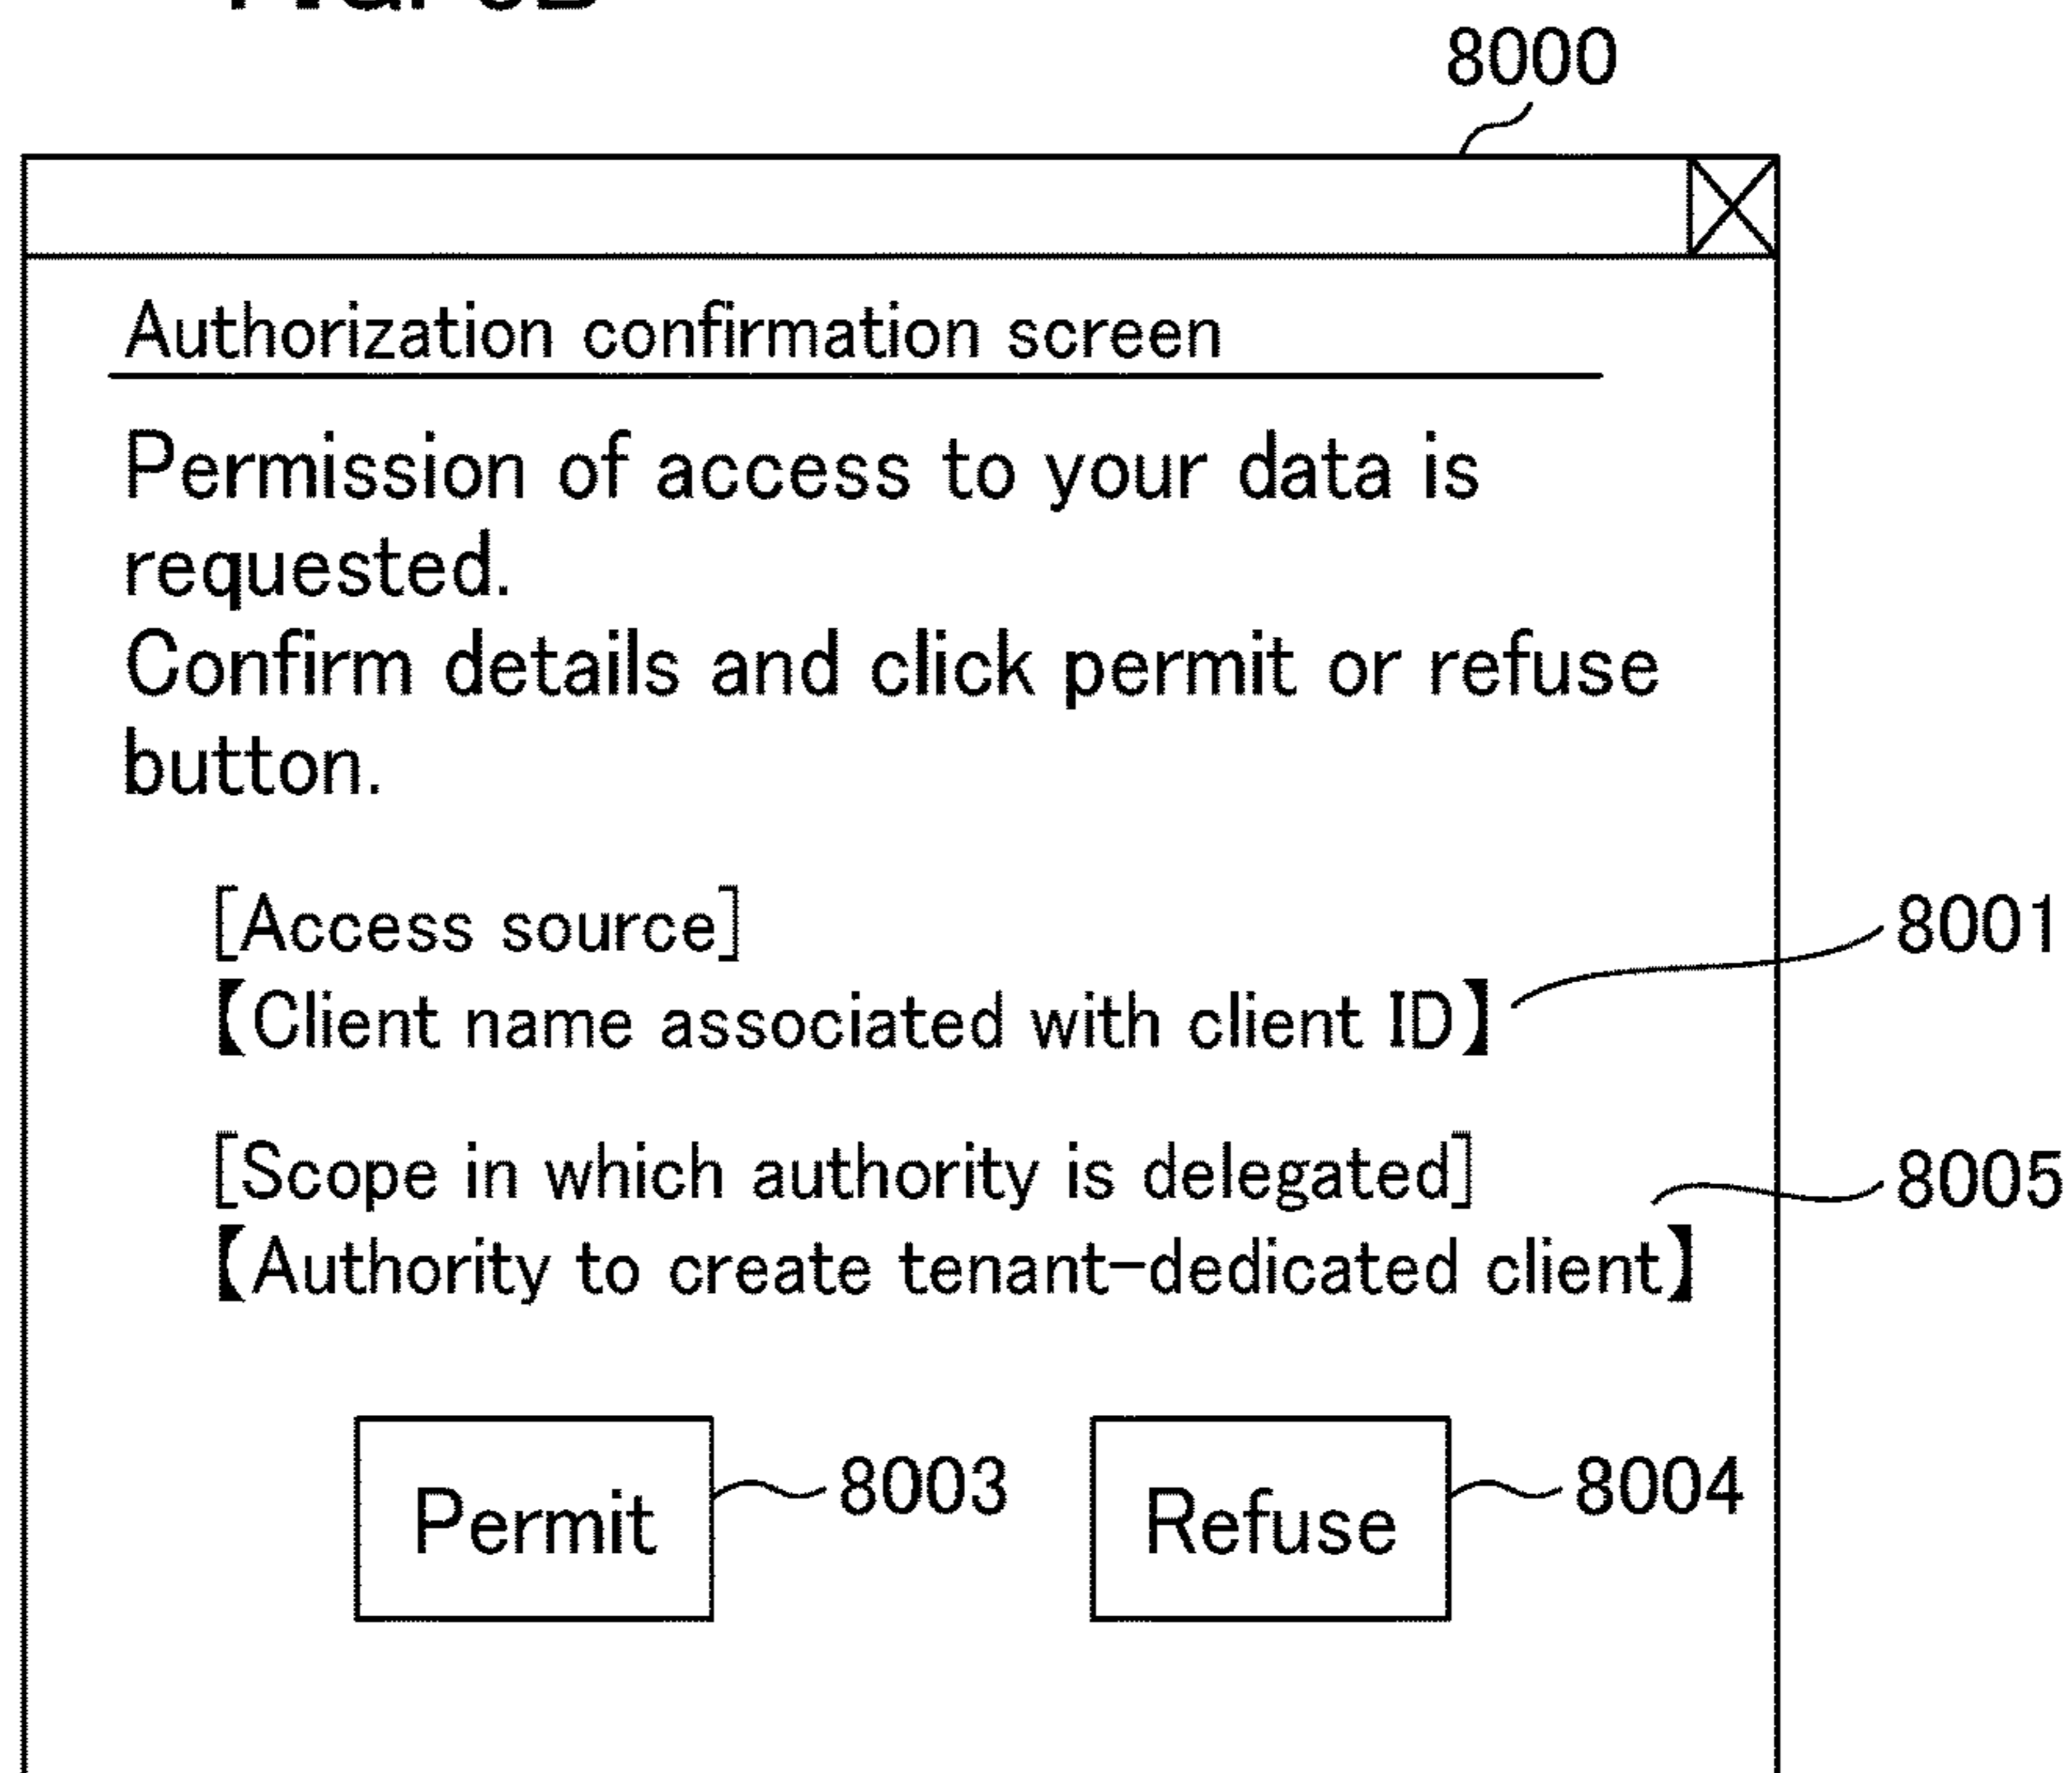 8000
Authorization confirmation screen
Permission of access to your data is
requested.
Confirm details and click permit or refuse
button.
[Access source]
8001
【Client name associated with client ID】
[Scope in which authority is delegated]
8005
【Authority to create tenant-dedicated client】
Permit
8003
Refuse
8004